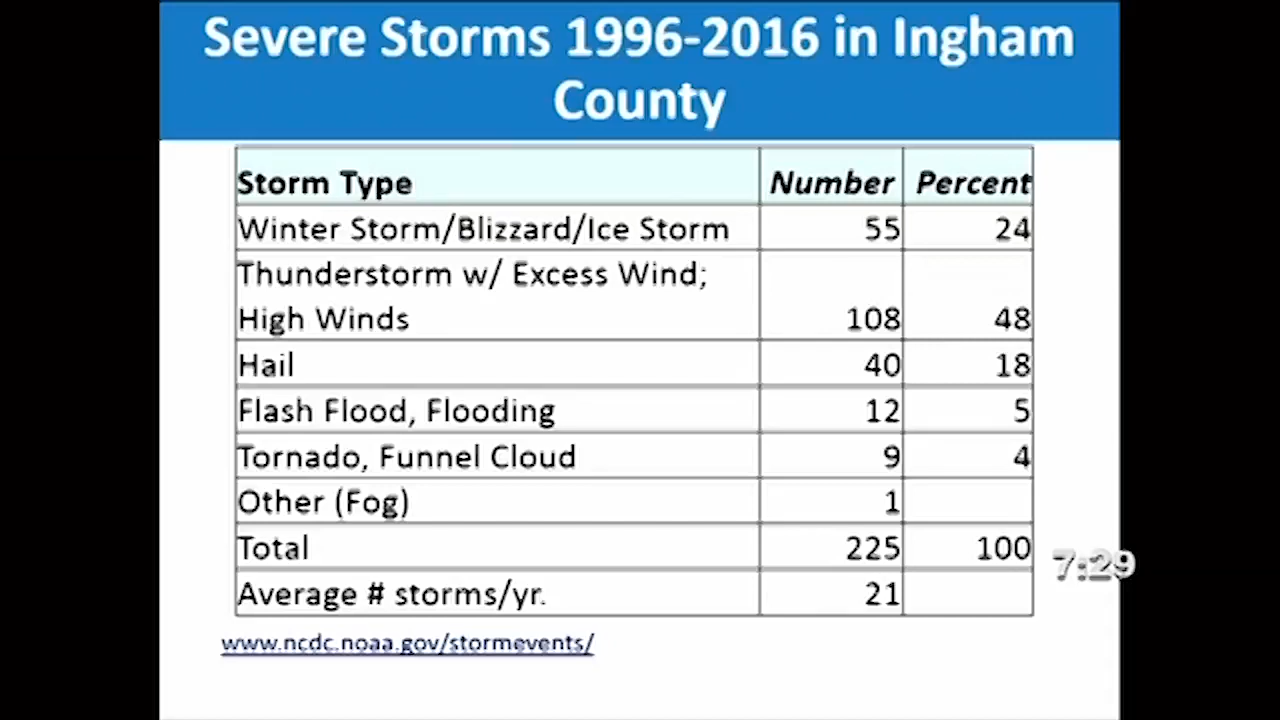 Severe Storms 1996-2016 in Ingham
County
Storm Type Number Percent
Winter Storm/Blizzard/Ice Storm 55 24
Thunderstorm w/ Excess Wind;
High Winds 108 48
Hail 40 18
Flash Flood, Flooding 12 5
Tornado, Funnel Cloud 9 4
Other (Fog) 1
Total 225 100
7:29
Average # storms/yr. 21
www.ncdc.noaa.gov/stormevents/